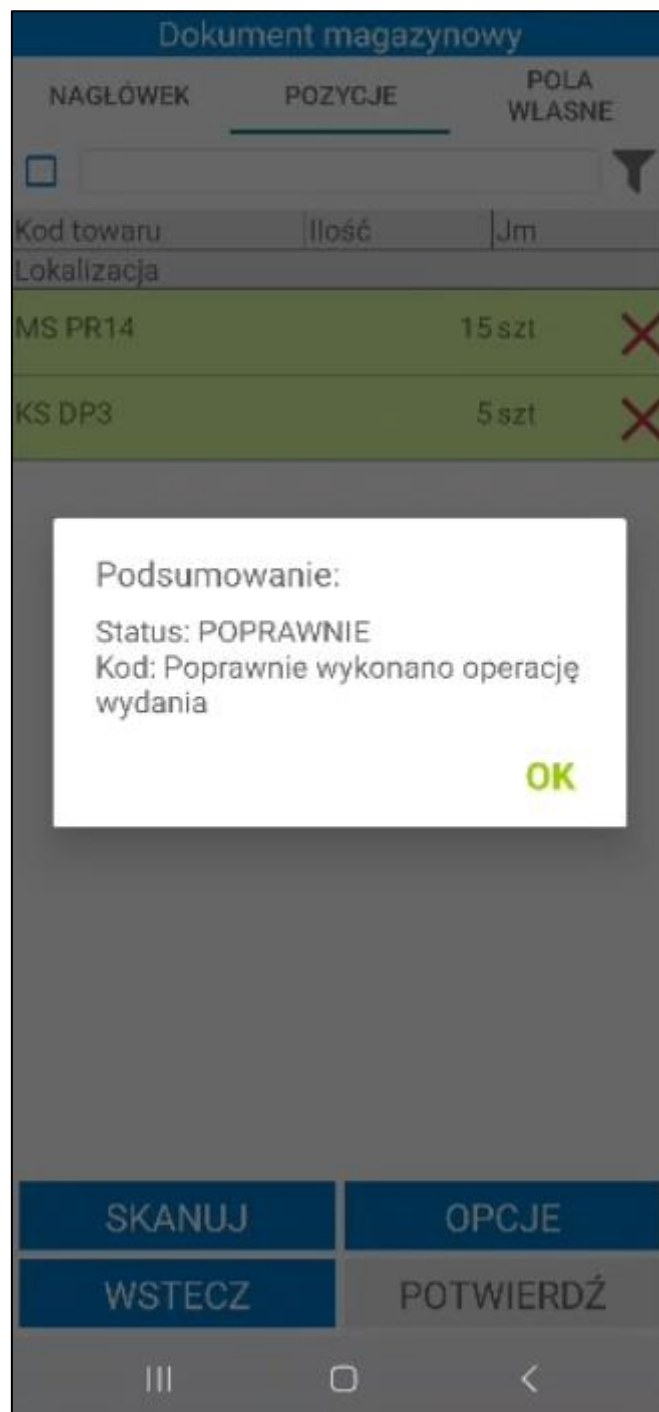 Dokument magazynowy
NAGŁÓWEK POZYCJE POLA
WŁASNE
Kod towaru Ilość Jm
Lokalizacja
MS PR14 15 szt
KS DP3 5 szt
Podsumowanie:
Status: POPRAWNIE
Kod: Poprawnie wykonano operację
wydania
OK
SKANUJ OPCJE
WSTECZ POTWIERDŹ